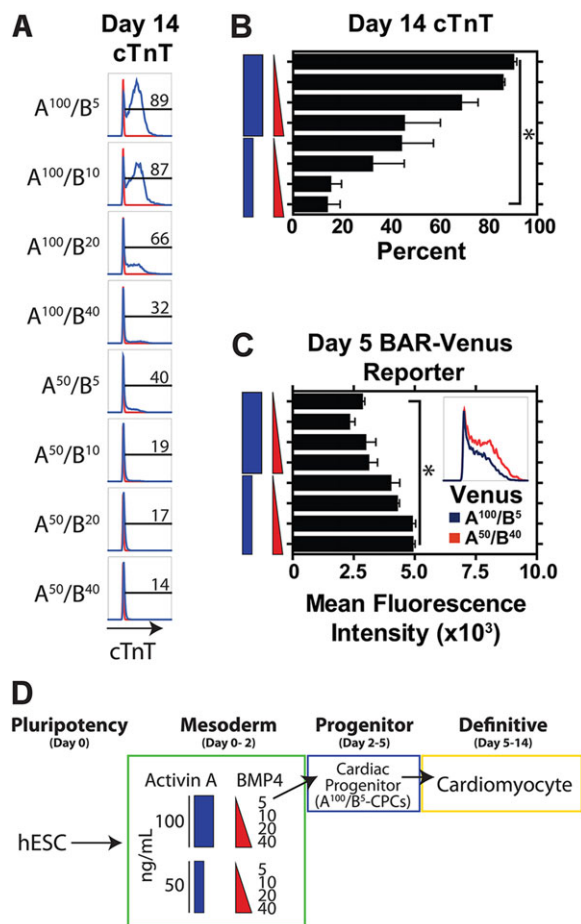 A
Day 14
cTnT
A100/B5
89
A100/B10
87
A100/B20
66
A100/B40
32
A50/B5
40
A50/B10
19
A50/B20
17
A50/B40
14
cTnT
B
Day 14 cTnT
*
0 20 40 60 80 100
Percent
C
Day 5 BAR-Venus
Reporter
*
Venus
A100/B5
A50/B40
0 2.5 5.0 7.5 10.0
Mean Fluorescence
Intensity (x10³)
D
Pluripotency
(Day 0)
Mesoderm
(Day 0- 2)
Progenitor
(Day 2-5)
Definitive
(Day 5-14)
hESC
Activin A
BMP4
ng/mL
100
5
10
20
40
50
5
10
20
40
Cardiac
Progenitor
(A100/B5-CPCs)
Cardiomyocyte